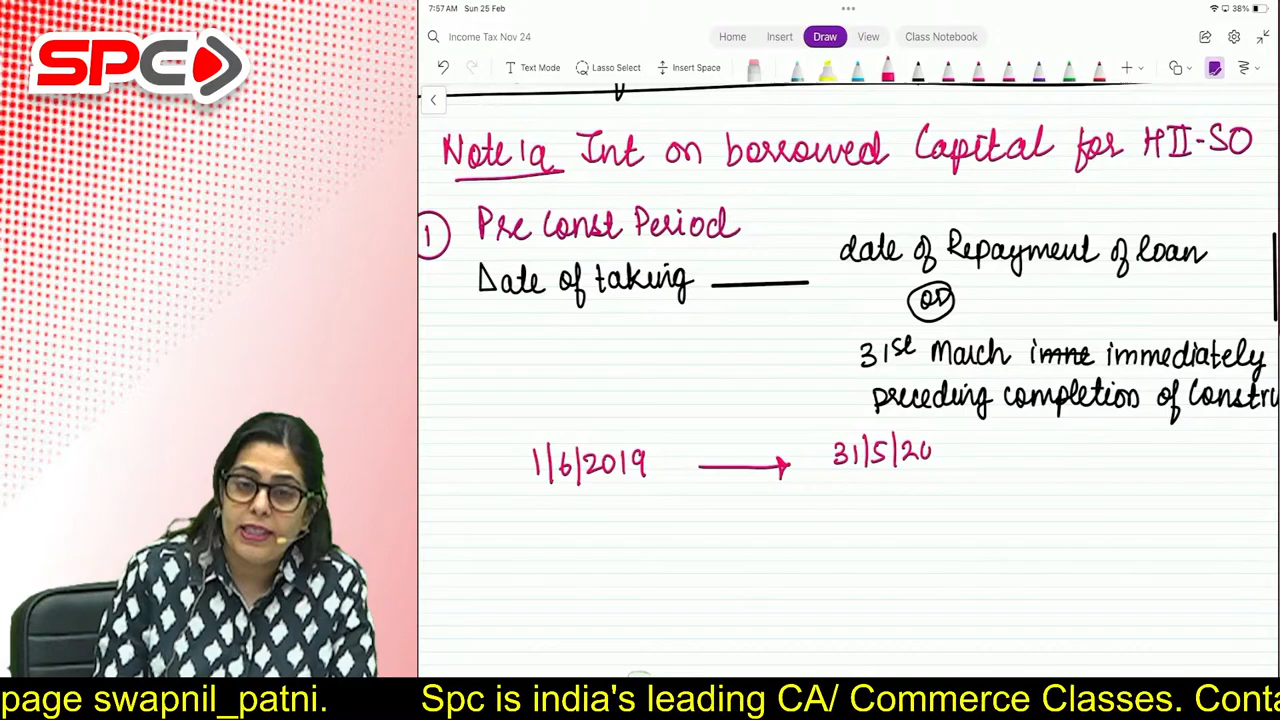 7:57 AM Sun 25 Feb
38%
SPC
Income Tax Nov 24
Home Insert Draw View Class Notebook
Text Mode Lasso Select Insert Space
Note 1a Int on borrowed Capital for HII-SO
1 Pre Const Period
Date of taking
date of Repayment of loan
OR
31st March imne immediately
preceding completion of Constru
1/6/2019 → 31/5/20
page swapnil_patni. Spc is india's leading CA/ Commerce Classes. Conta